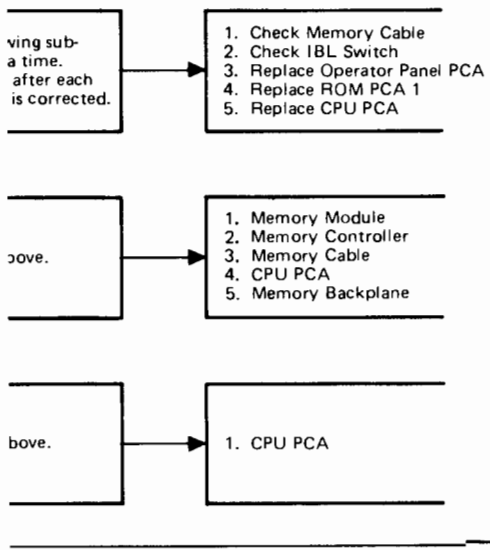 ving sub-
a time.
after each
is corrected.
1. Check Memory Cable
2. Check IBL Switch
3. Replace Operator Panel PCA
4. Replace ROM PCA 1
5. Replace CPU PCA
bove.
1. Memory Module
2. Memory Controller
3. Memory Cable
4. CPU PCA
5. Memory Backplane
bove.
1. CPU PCA